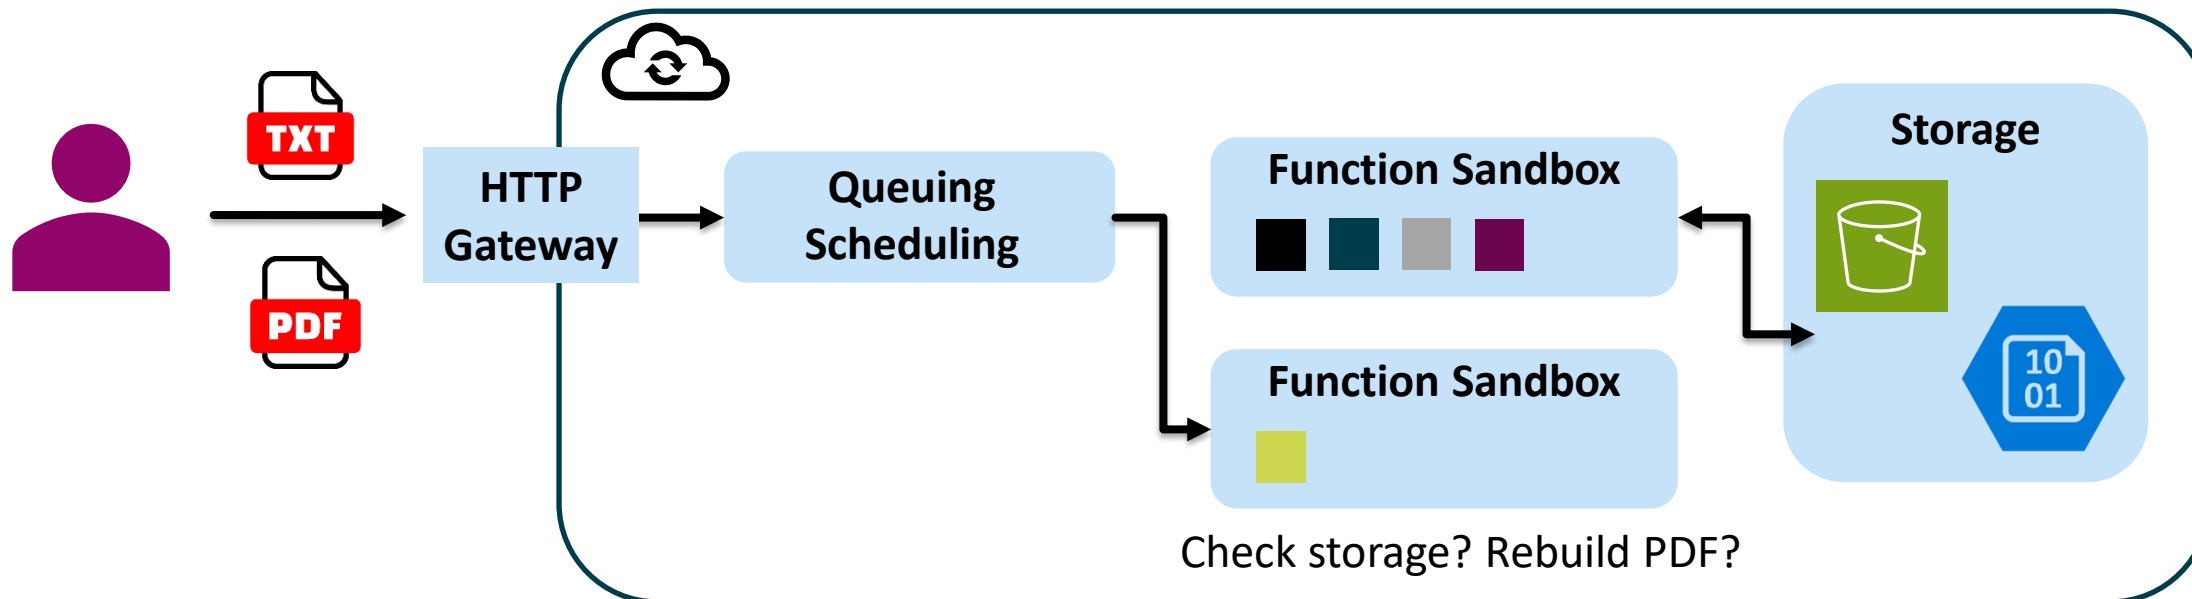 TXT
PDF
HTTP
Gateway
Queuing
Scheduling
Function Sandbox
Function Sandbox
Check storage? Rebuild PDF?
Storage
10
01